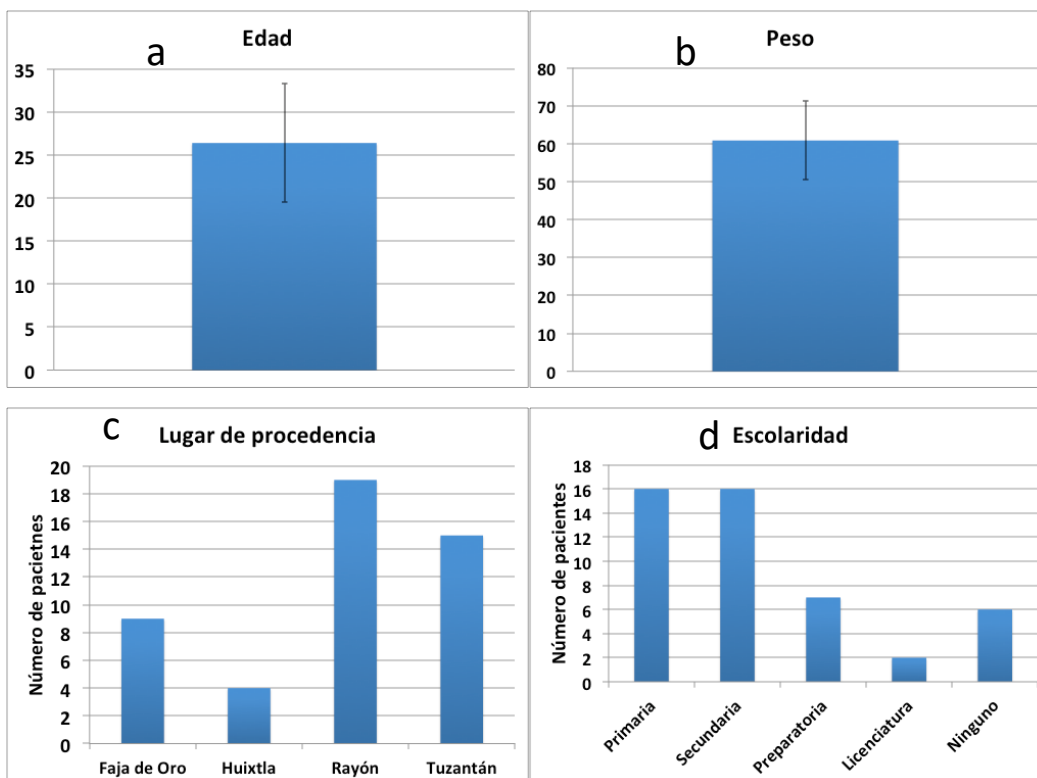 a
Edad
35
30
25
20
15
10
5
0
b
Peso
80
70
60
50
40
30
20
10
0
c
Lugar de procedencia
Número de pacietnes
20
18
16
14
12
10
8
6
4
2
0
Faja de Oro Huixtla Rayón Tuzantán
d
Escolaridad
Número de pacientes
18
16
14
12
10
8
6
4
2
0
Primaria
Secundaria
Preparatoria
Licenciatura
Ninguno